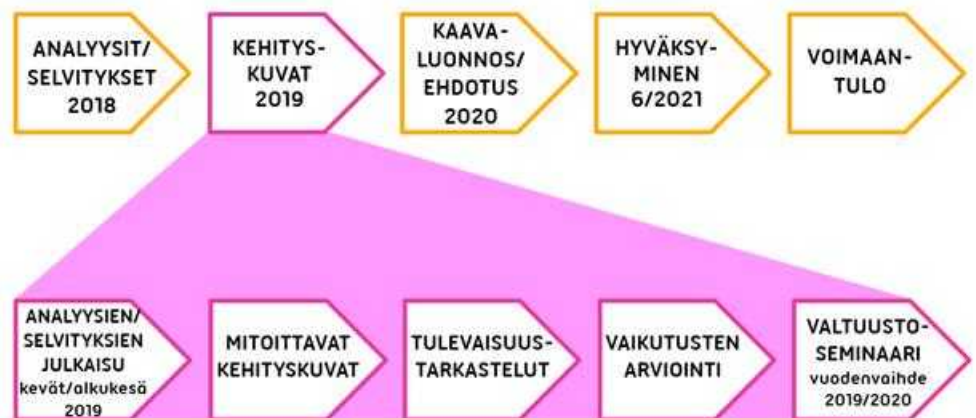 ANALYYSIT/
SELVITYKSET
2018
KEHITYS-
KUVAT
2019
KAAVA-
LUONNOS/
EHDOTUS
2020
HYVÄKSY-
MINEN
6/2021
VOIMAAN-
TULO
ANALYYSIEN/
SELVITYKSIEN
JULKAISU
kevät/alkukesä
2019
MITOITTAVAT
KEHITYSKUVAT
TULEVAISUUS-
TARKASTELUT
VAIKUTUSTEN
ARVIOINTI
VALTUUSTO-
SEMINAARI
vuodenvaihde
2019/2020